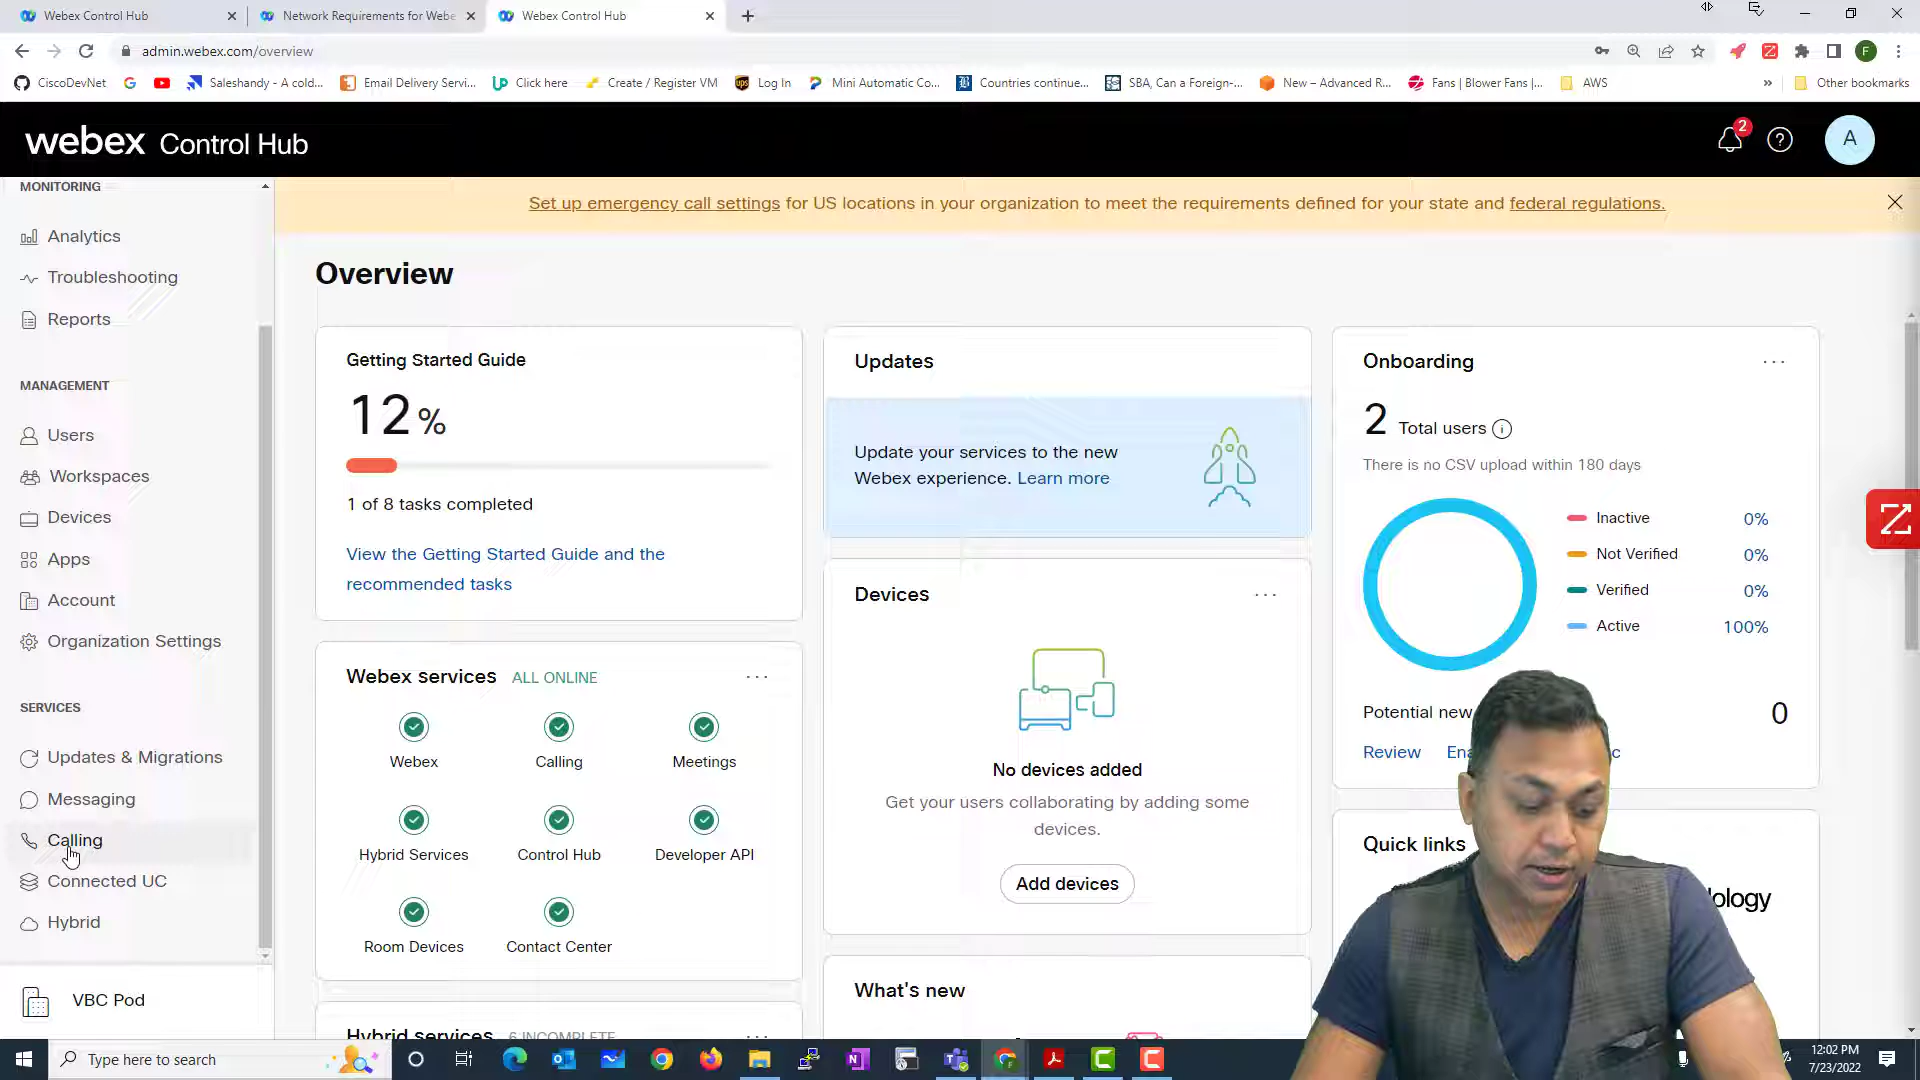 Webex Control Hub
Network Requirements for Webe
Webex Control Hub
admin.webex.com/overview
CiscoDevNet
Saleshandy - A cold...
Email Delivery Servi...
Click here
Create / Register VM
Log In
Mini Automatic Co...
Countries continue...
SBA, Can a Foreign-...
New – Advanced R...
Fans | Blower Fans |...
AWS
»
Other bookmarks
F
webex Control Hub
2
A
Set up emergency call settings for US locations in your organization to meet the requirements defined for your state and federal regulations.
MONITORING
Analytics
Troubleshooting
Reports
MANAGEMENT
Users
Workspaces
Devices
Apps
Account
Organization Settings
SERVICES
Updates & Migrations
Messaging
Calling
Connected UC
Hybrid
VBC Pod
Overview
Getting Started Guide
12%
1 of 8 tasks completed
View the Getting Started Guide and the
recommended tasks
Webex services ALL ONLINE
Webex
Calling
Meetings
Hybrid Services
Control Hub
Developer API
Room Devices
Contact Center
Hybrid services 6 INCOMPLETE
Updates
Update your services to the new
Webex experience. Learn more
Devices
No devices added
Get your users collaborating by adding some
devices.
Add devices
What's new
Onboarding
2 Total users
There is no CSV upload within 180 days
Inactive 0%
Not Verified 0%
Verified 0%
Active 100%
Potential new 0
Review
Quick links
ology
Type here to search
12:02 PM
7/23/2022